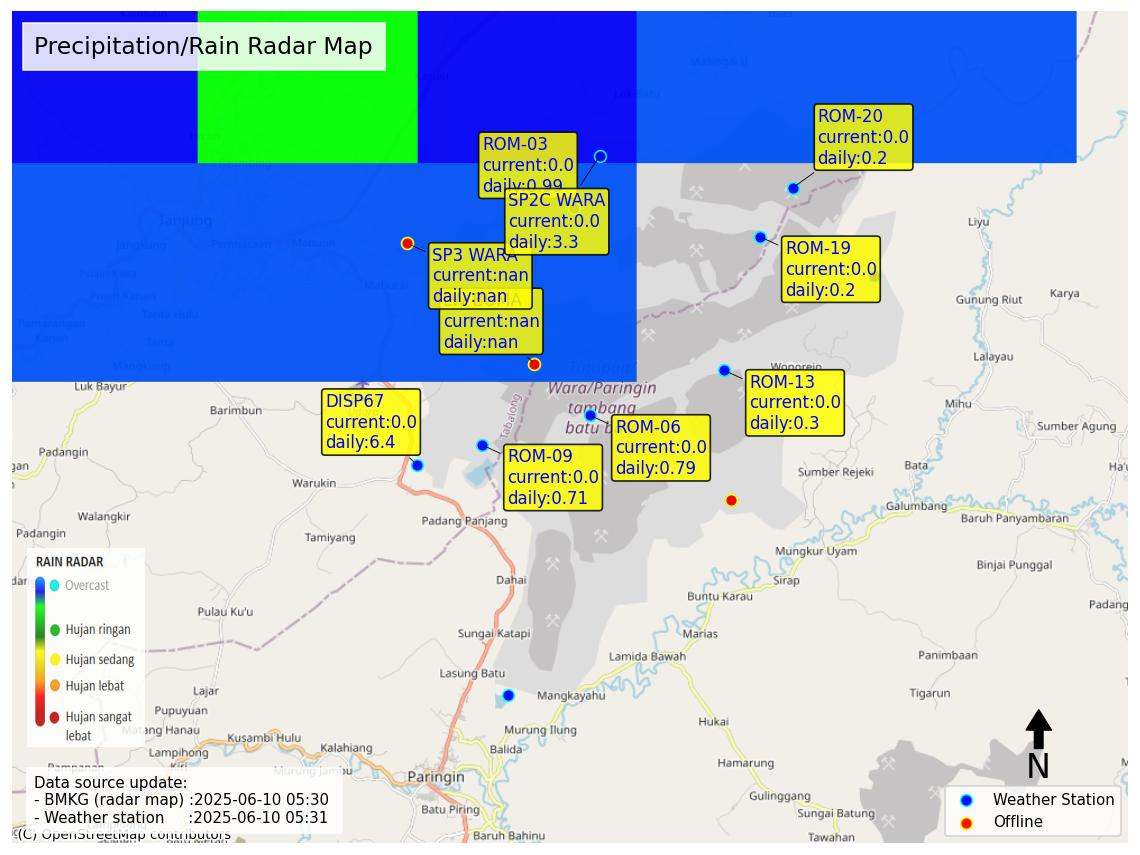 Precipitation/Rain Radar Map
ROM-20
current:0.0
daily:0.2
ROM-03
current:0.0
daily:0.99
SP2C WARA
current:0.0
daily:3.3
ROM-19
current:0.0
daily:0.2
SP3 WARA
current:nan
daily:nan
current:nan
daily:nan
ROM-13
current:0.0
daily:0.3
DISP67
current:0.0
daily:6.4
ROM-06
current:0.0
daily:0.79
ROM-09
current:0.0
daily:0.71
Tanjung
Mabuun
Maburai
Liyu
Gunung Riut
Karya
Lalayau
Wonorejo
Wara/Paringin
tambang
Tabalong
Luk Bayur
Barimbun
Mihu
Sumber Agung
Padangin
Warukin
Bata
Sumber Rejeki
Galumbang
Baruh Panyambaran
Walangkir
Padang Panjang
Padangin
Tamiyang
Mungkur Uyam
Binjai Punggal
Dahai
Sirap
Buntu Karau
Padang
Pulau Ku'u
Sungai Katapi
Marias
Lamida Bawah
Panimbaan
Lasung Batu
Lajar
Mangkayahu
Tigarun
Pupuyuan
Hukai
Matang Hanau
Kusambi Hulu
Murung Ilung
Lampihong
Kalahiang
Balida
Hamarung
Murung Jambu
Paringin
Gulinggang
Batu Piring
Sungai Batung
Baruh Bahinu
Tawahan
RAIN RADAR
Overcast
Hujan ringan
Hujan sedang
Hujan lebat
Hujan sangat
lebat
Data source update:
- BMKG (radar map) :2025-06-10 05:30
- Weather station :2025-06-10 05:31
(C) OpenStreetMap contributors
N
Weather Station
Offline